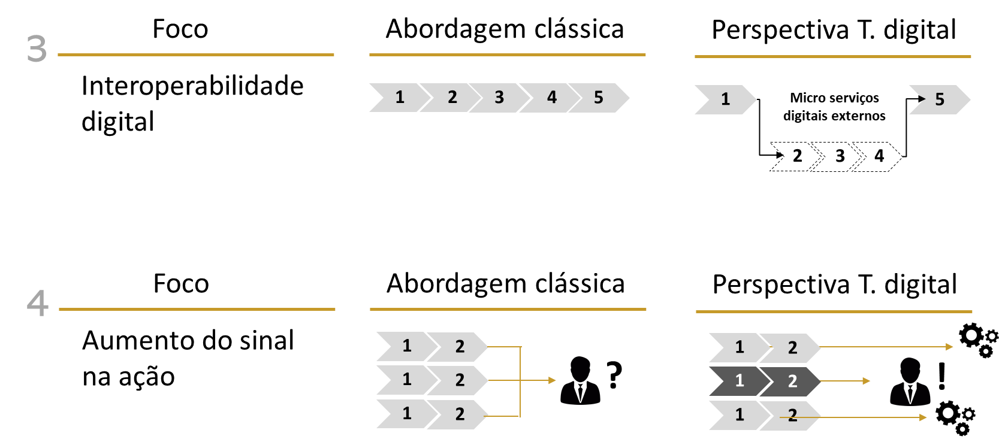 3
Foco
Abordagem clássica
Perspectiva T. digital
Interoperabilidade
digital
1 2 3 4 5
1
Micro serviços
digitais externos
5
2 3 4
4
Foco
Abordagem clássica
Perspectiva T. digital
Aumento do sinal
na ação
1 2
1 2
1 2
?
1 2
1 2
1 2
!